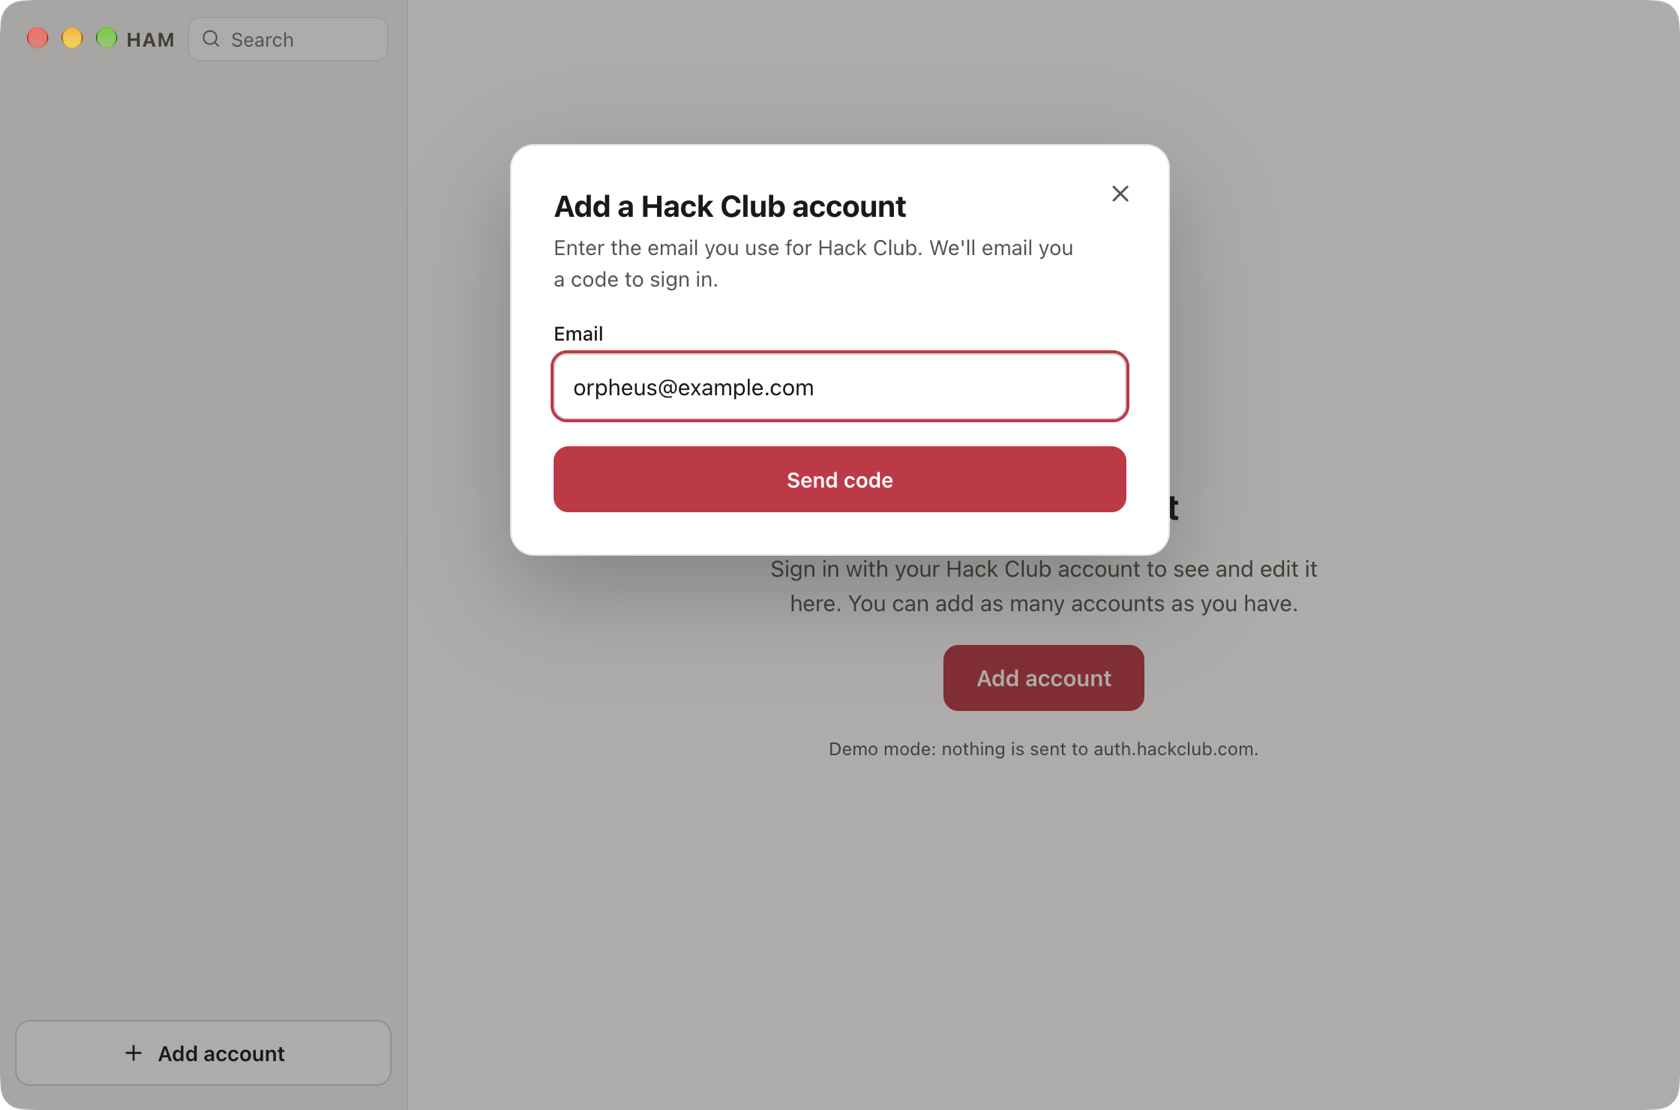 HAM
Search
Add a Hack Club account
Enter the email you use for Hack Club. We'll email you
a code to sign in.
Email
orpheus@example.com
Send code
t
Sign in with your Hack Club account to see and edit it
here. You can add as many accounts as you have.
Add account
Demo mode: nothing is sent to auth.hackclub.com.
+ Add account